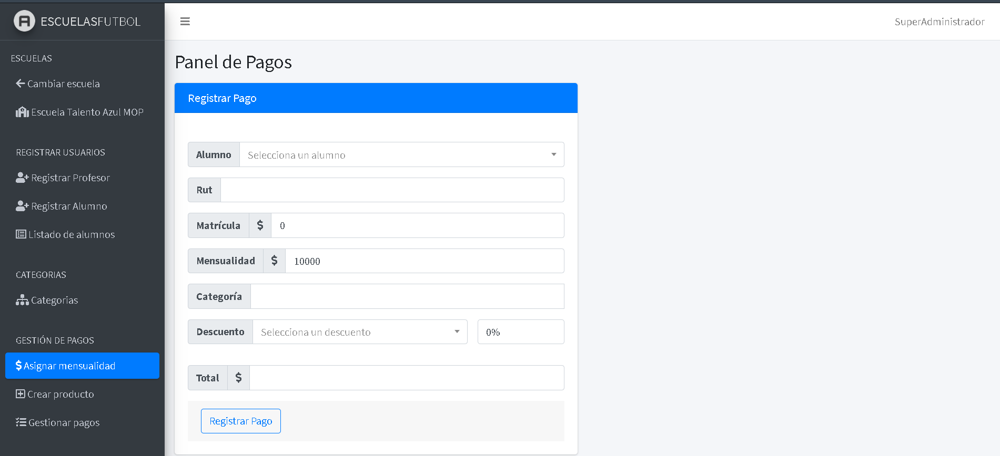 ESCUELASFUTBOL
SuperAdministrador
ESCUELAS
Cambiar escuela
Escuela Talento Azul MOP
REGISTRAR USUARIOS
Registrar Profesor
Registrar Alumno
Listado de alumnos
CATEGORIAS
Categorias
GESTIÓN DE PAGOS
$ Asignar mensualidad
Crear producto
Gestionar pagos
Panel de Pagos
Registrar Pago
Alumno Selecciona un alumno
Rut
Matrícula $ 0
Mensualidad $ 10000
Categoría
Descuento Selecciona un descuento 0%
Total $
Registrar Pago